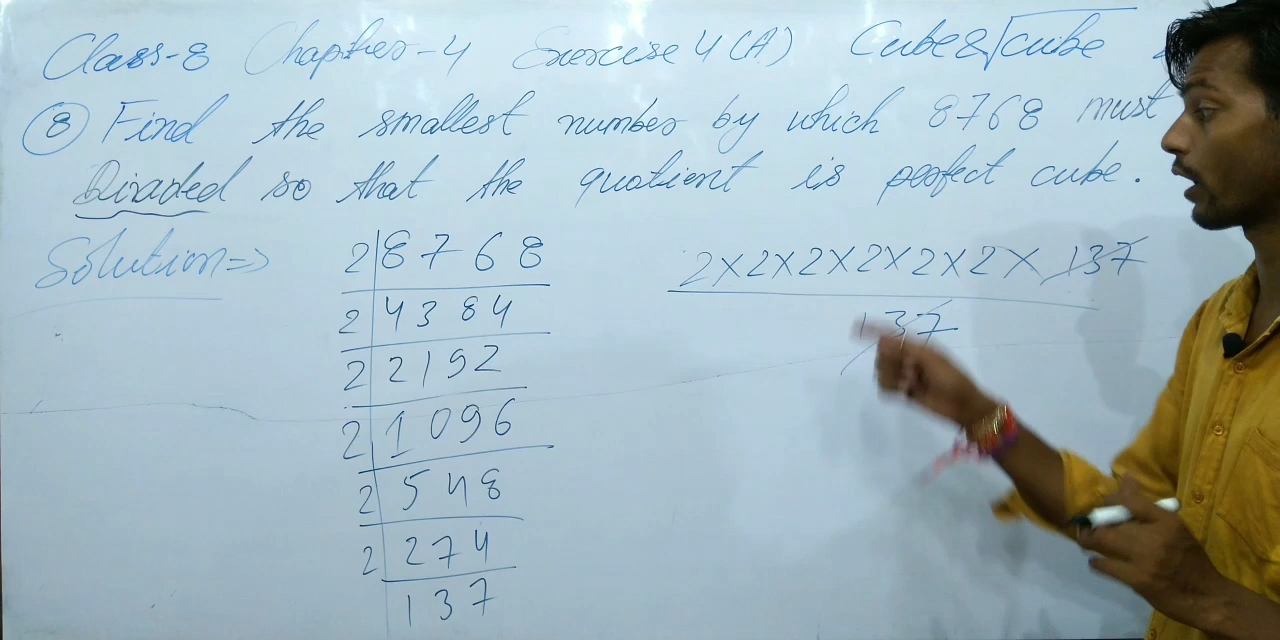 Class-8 Chapter-4 Exercise 4(A) Cube & √cube
⑧ Find the smallest number by which 8768 must
Divided so that the quotient is perfect cube.
Solution ⇒
2 | 8768
2 | 4384
2 | 2192
2 | 1096
2 | 548
2 | 274
137
2×2×2×2×2×2×137
137